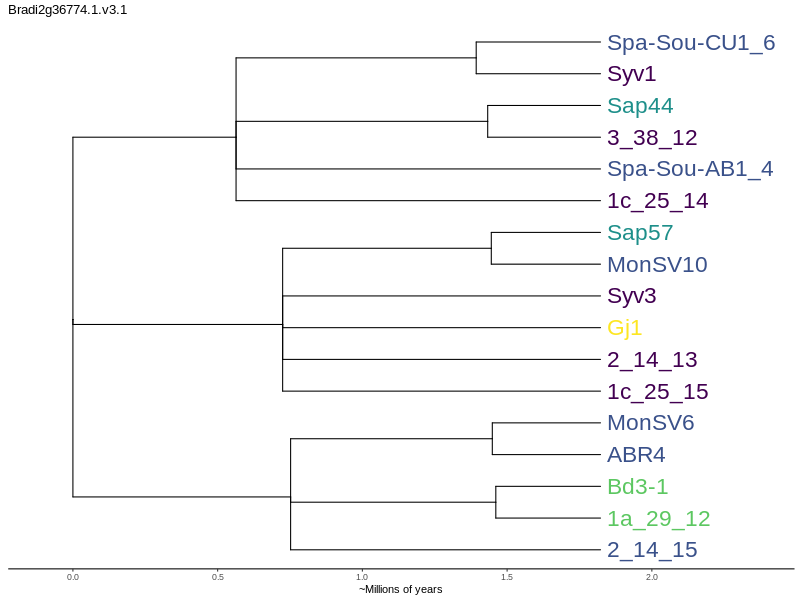 Bradi2g36774.1.v3.1
Spa-Sou-CU1_6
Syv1
Sap44
3_38_12
Spa-Sou-AB1_4
1c_25_14
Sap57
MonSV10
Syv3
Gj1
2_14_13
1c_25_15
MonSV6
ABR4
Bd3-1
1a_29_12
2_14_15
0.0 0.5 1.0 1.5 2.0
~Millions of years